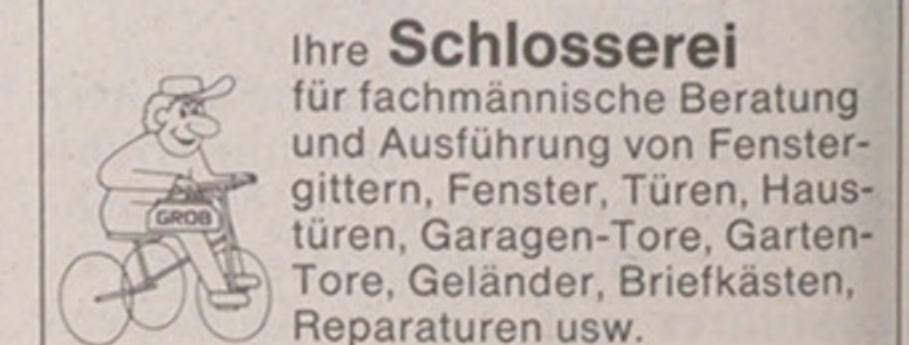 Ihre Schlosserei
für fachmännische Beratung
und Ausführung von Fenster-
gittern, Fenster, Türen, Haus-
türen, Garagen-Tore, Garten-
Tore, Geländer, Briefkästen,
Reparaturen usw.
GROB